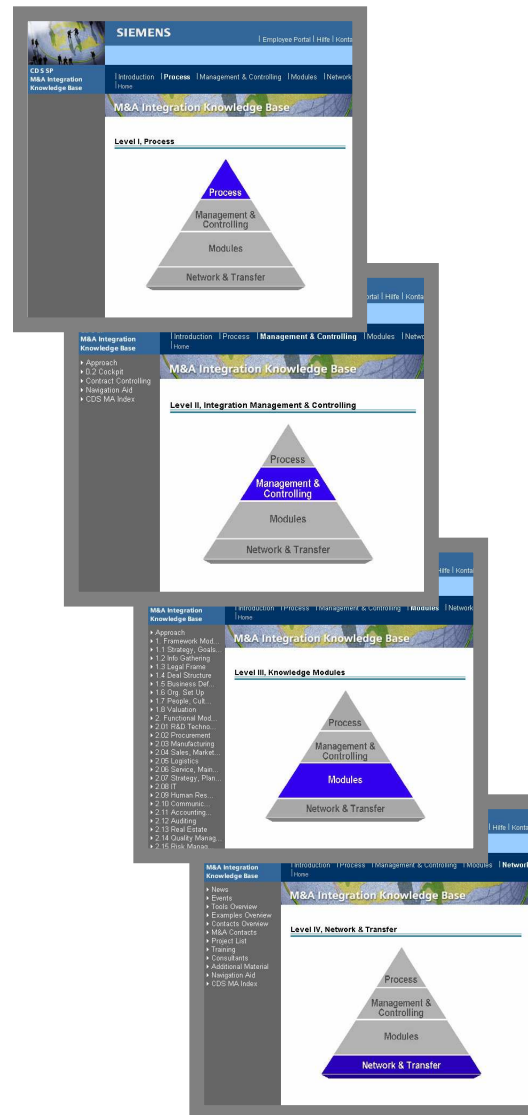 SIEMENS
| Employee Portal | Hilfe | Konta
CD S SP
M&A Integration
Knowledge Base
| Introduction | Process | Management & Controlling | Modules | Network
| Home
M&A Integration Knowledge Base
Level I, Process
Process
Management &
Controlling
Modules
Network & Transfer
ortal | Hilfe | Konta
M&A Integration
Knowledge Base
| Introduction | Process | Management & Controlling | Modules | Netwo
| Home
Approach
0.2 Cockpit
Contract Controlling
Navigation Aid
CDS MA Index
M&A Integration Knowledge Base
Level II, Integration Management & Controlling
Process
Management &
Controlling
Modules
Network & Transfer
Hilfe | Konta
M&A Integration
Knowledge Base
| Introduction | Process | Management & Controlling | Modules | Network
| Home
Approach
1. Framework Mod...
1.1 Strategy, Goals...
1.2 Info Gathering
1.3 Legal Frame
1.4 Deal Structure
1.5 Business Def...
1.6 Org. Set Up
1.7 People, Cult...
1.8 Valuation
2. Functional Mod...
2.01 R&D Techno...
2.02 Procurement
2.03 Manufacturing
2.04 Sales, Market...
2.05 Logistics
2.06 Service, Main...
2.07 Strategy, Plan...
2.08 IT
2.09 Human Res...
2.10 Communic...
2.11 Accounting...
2.12 Auditing
2.13 Real Estate
2.14 Quality Manag...
2.15 Risk Manag...
M&A Integration Knowledge Base
Level III, Knowledge Modules
Process
Management &
Controlling
Modules
Network & Transfer
| Hilfe | Konta
M&A Integration
Knowledge Base
| Introduction | Process | Management & Controlling | Modules | Network
| Home
News
Events
Tools Overview
Examples Overview
Contacts Overview
M&A Contacts
Project List
Training
Consultants
Additional Material
Navigation Aid
CDS MA Index
M&A Integration Knowledge Base
Level IV, Network & Transfer
Process
Management &
Controlling
Modules
Network & Transfer